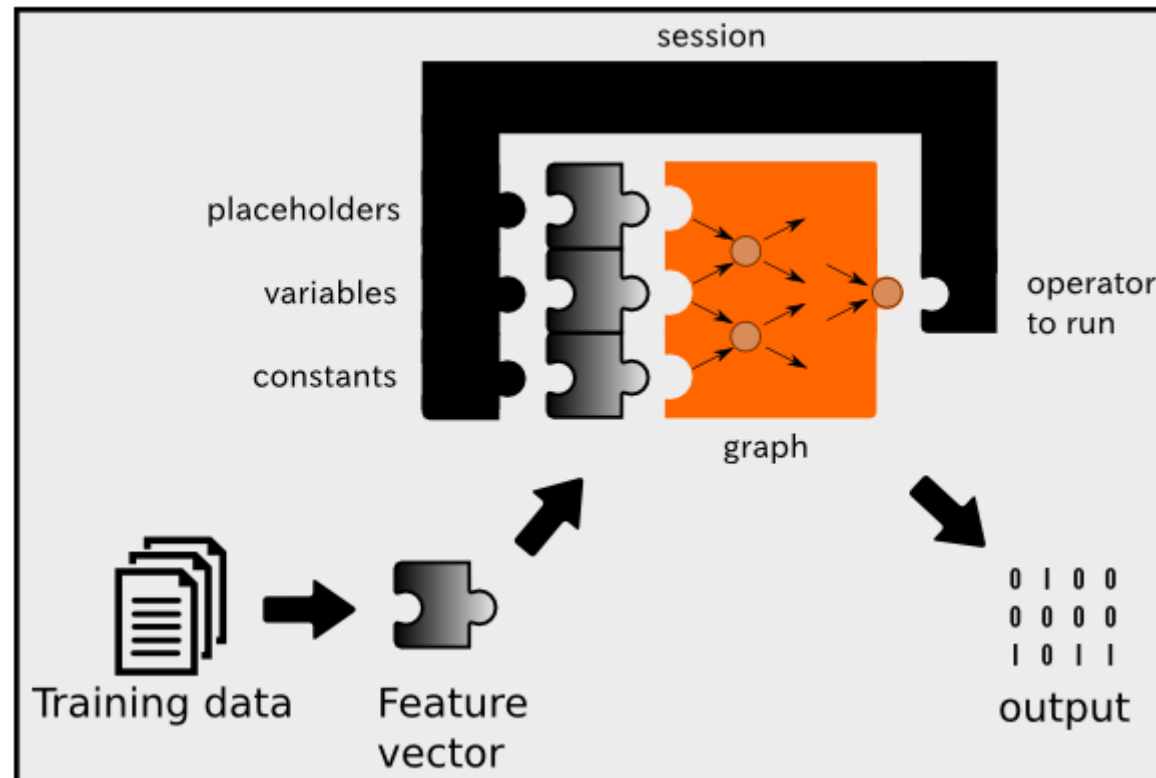 session
placeholders
variables
constants
operator
to run
graph
0 1 0 0
0 0 0 0
1 0 1 1
Training data
Feature
vector
output